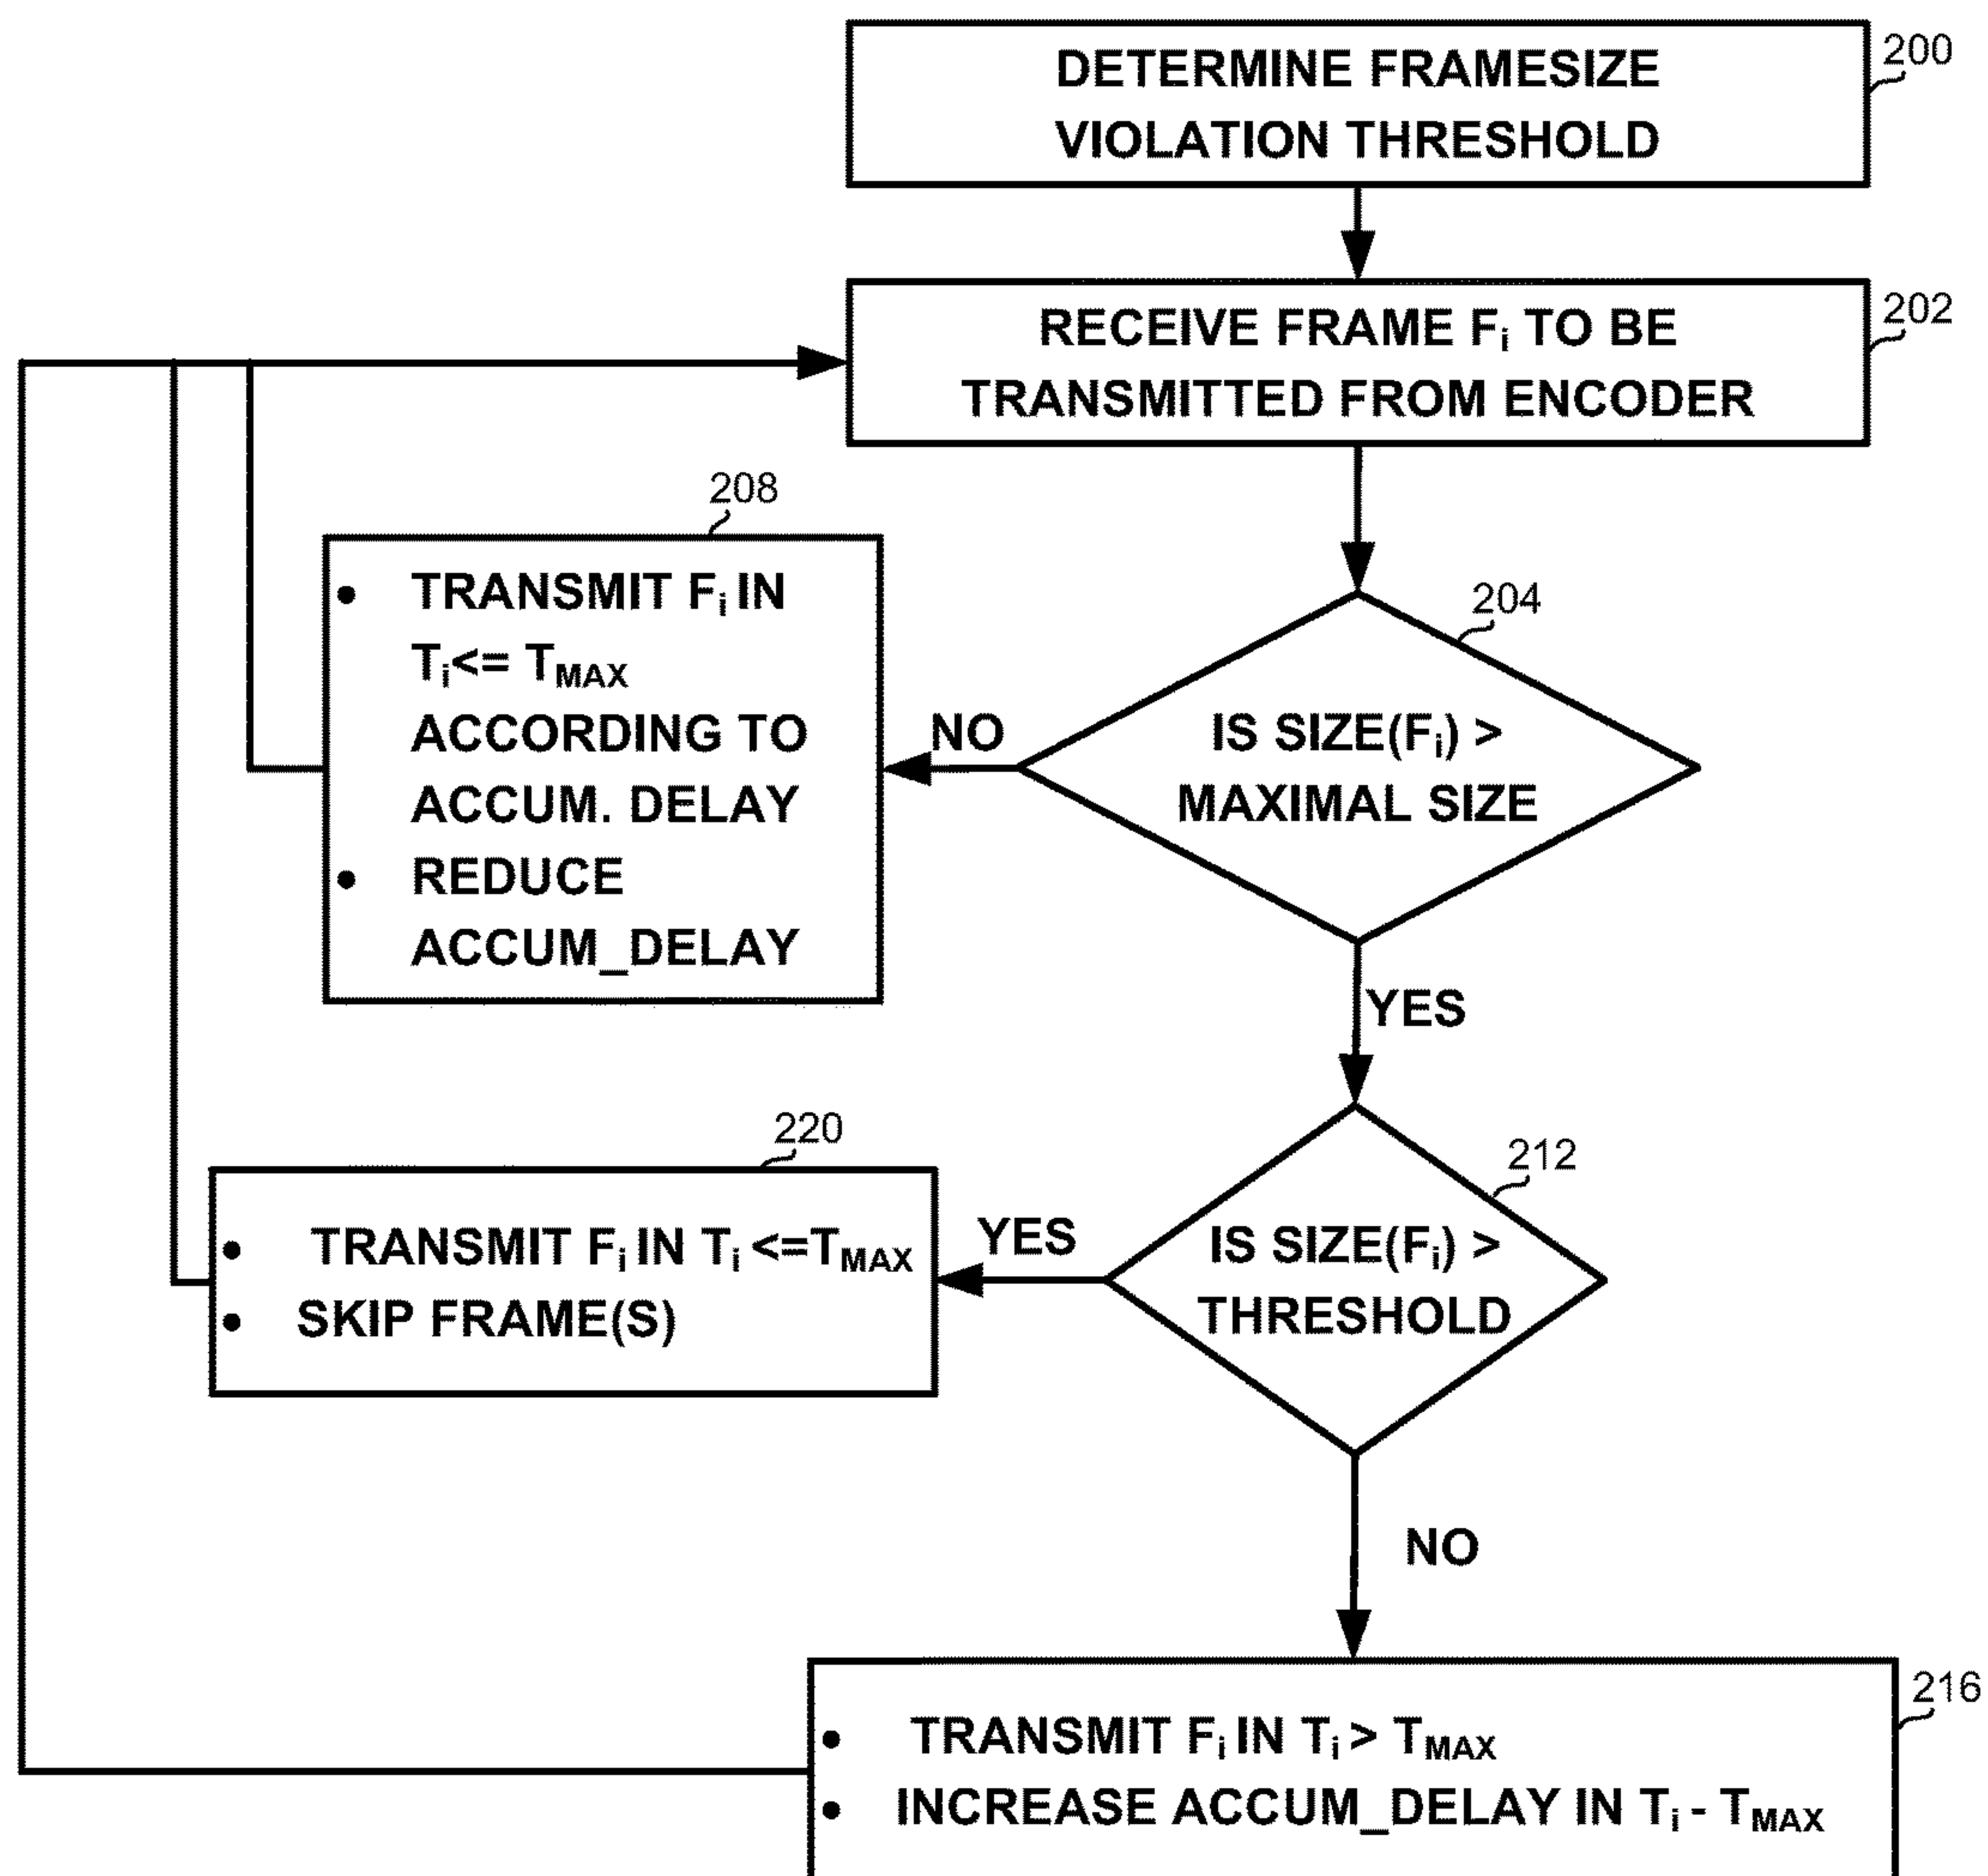 DETERMINE FRAMESIZE
VIOLATION THRESHOLD
200
RECEIVE FRAME Fi TO BE
TRANSMITTED FROM ENCODER
202
208
• TRANSMIT Fi IN
Ti<= TMAX
ACCORDING TO
ACCUM. DELAY
• REDUCE
ACCUM_DELAY
NO
204
IS SIZE(Fi) >
MAXIMAL SIZE
YES
220
• TRANSMIT Fi IN Ti <=TMAX
• SKIP FRAME(S)
YES
212
IS SIZE(Fi) >
THRESHOLD
NO
216
• TRANSMIT Fi IN Ti > TMAX
• INCREASE ACCUM_DELAY IN Ti - TMAX